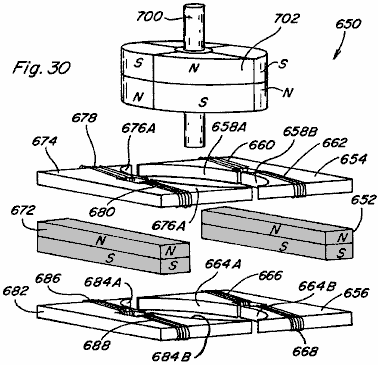 700
702
650
Fig. 30
S N S
N S N
678
676A
658A
660
658B
662
674
654
680
676A
672
652
N N
S S
N N
S S
686
684A
664A
666
664B
682
656
688
684B
668